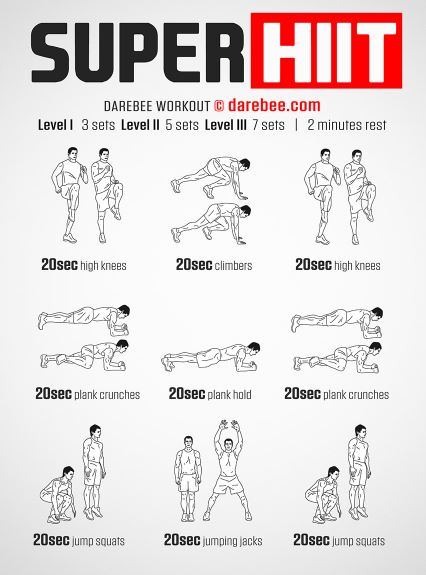 SUPER HIIT
DAREBEE WORKOUT © darebee.com
Level I 3 sets Level II 5 sets Level III 7 sets | 2 minutes rest
20sec high knees
20sec climbers
20sec high knees
20sec plank crunches
20sec plank hold
20sec plank crunches
20sec jump squats
20sec jumping jacks
20sec jump squats